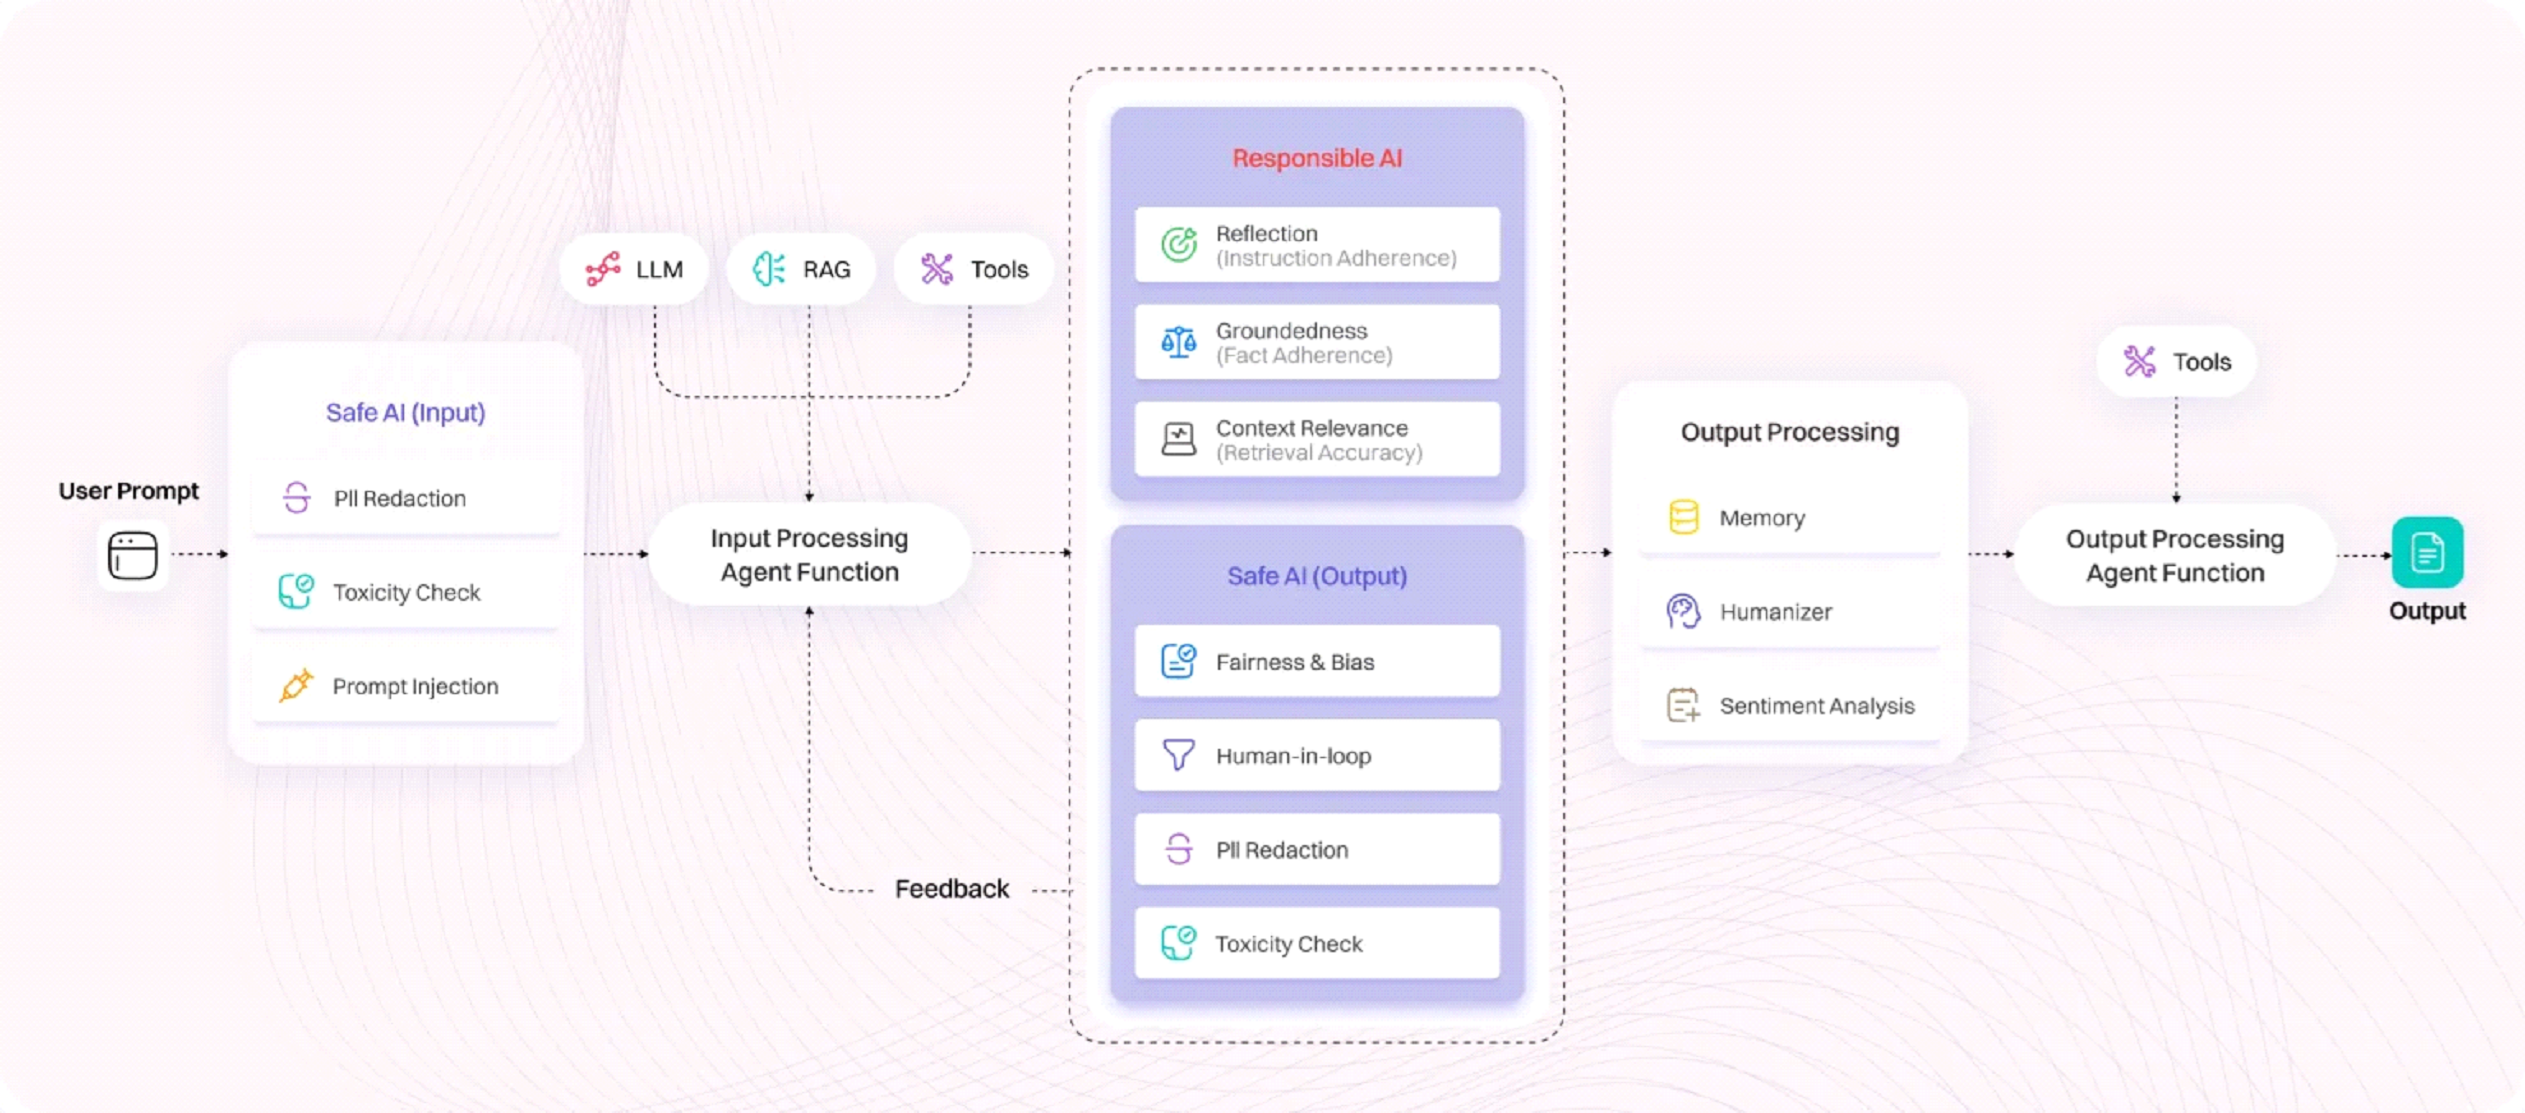 User Prompt
Safe AI (Input)
PII Redaction
Toxicity Check
Prompt Injection
LLM
RAG
Tools
Input Processing
Agent Function
Feedback
Responsible AI
Reflection
(Instruction Adherence)
Groundedness
(Fact Adherence)
Context Relevance
(Retrieval Accuracy)
Safe AI (Output)
Fairness & Bias
Human-in-loop
PII Redaction
Toxicity Check
Output Processing
Memory
Humanizer
Sentiment Analysis
Tools
Output Processing
Agent Function
Output